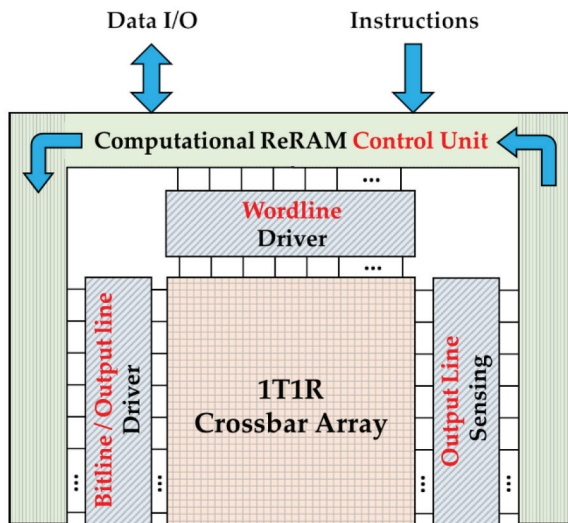 Data I/O
Instructions
Computational ReRAM Control Unit
...
Wordline
Driver
...
Bitline / Output line
Driver
1T1R
Crossbar Array
Output Line
Sensing
...
...
...
...